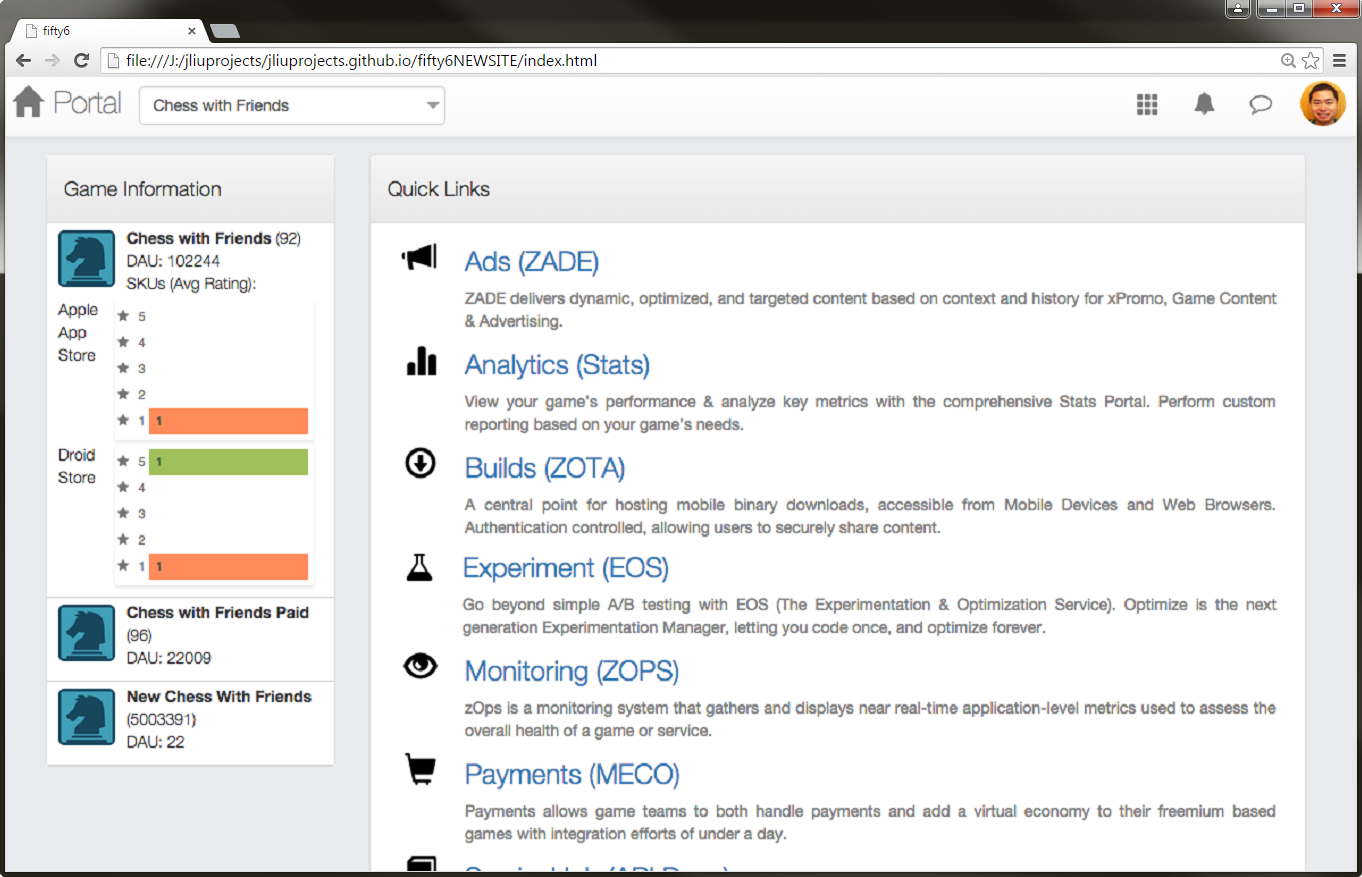 fifty6
file:///J:/jliuprojects/jliuprojects.github.io/fifty6NEWSITE/index.html
Portal
Chess with Friends
Game Information
Chess with Friends (92)
DAU: 102244
SKUs (Avg Rating):
Apple
App
Store
5
4
3
2
1 1
Droid
Store
5 1
4
3
2
1 1
Chess with Friends Paid
(96)
DAU: 22009
New Chess With Friends
(5003391)
DAU: 22
Quick Links
Ads (ZADE)
ZADE delivers dynamic, optimized, and targeted content based on context and history for xPromo, Game Content
& Advertising.
Analytics (Stats)
View your game's performance & analyze key metrics with the comprehensive Stats Portal. Perform custom
reporting based on your game's needs.
Builds (ZOTA)
A central point for hosting mobile binary downloads, accessible from Mobile Devices and Web Browsers.
Authentication controlled, allowing users to securely share content.
Experiment (EOS)
Go beyond simple A/B testing with EOS (The Experimentation & Optimization Service). Optimize is the next
generation Experimentation Manager, letting you code once, and optimize forever.
Monitoring (ZOPS)
zOps is a monitoring system that gathers and displays near real-time application-level metrics used to assess the
overall health of a game or service.
Payments (MECO)
Payments allows game teams to both handle payments and add a virtual economy to their freemium based
games with integration efforts of under a day.